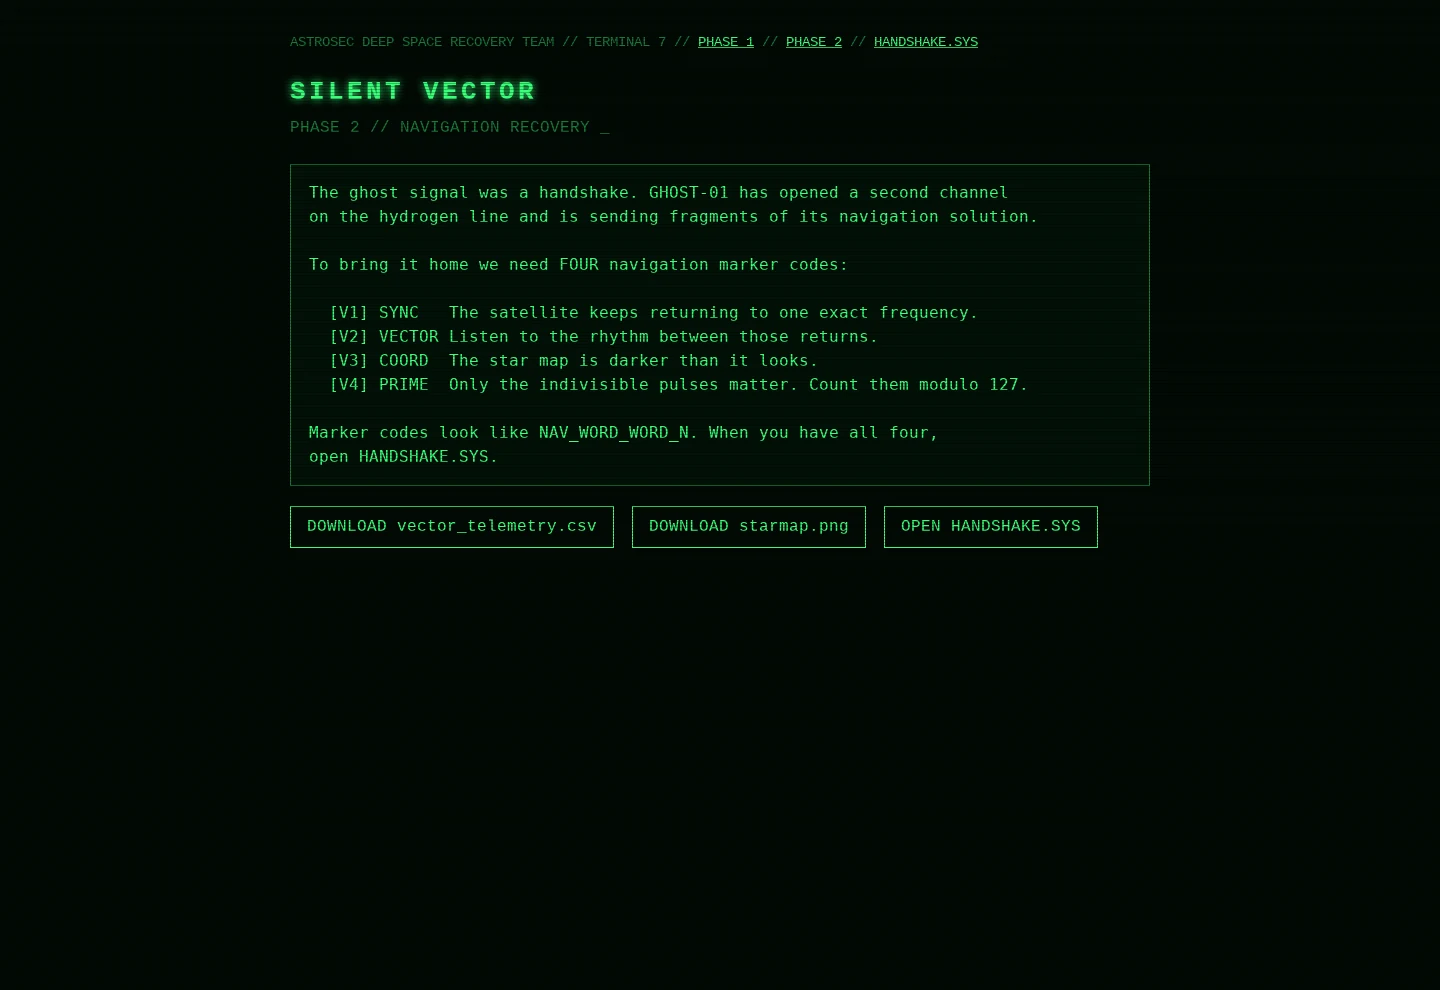 ASTROSEC DEEP SPACE RECOVERY TEAM // TERMINAL 7 // PHASE 1 // PHASE 2 // HANDSHAKE.SYS
SILENT VECTOR
PHASE 2 // NAVIGATION RECOVERY _
The ghost signal was a handshake. GHOST-01 has opened a second channel
on the hydrogen line and is sending fragments of its navigation solution.
To bring it home we need FOUR navigation marker codes:
[V1] SYNC   The satellite keeps returning to one exact frequency.
[V2] VECTOR Listen to the rhythm between those returns.
[V3] COORD  The star map is darker than it looks.
[V4] PRIME  Only the indivisible pulses matter. Count them modulo 127.
Marker codes look like NAV_WORD_WORD_N. When you have all four,
open HANDSHAKE.SYS.
DOWNLOAD vector_telemetry.csv
DOWNLOAD starmap.png
OPEN HANDSHAKE.SYS